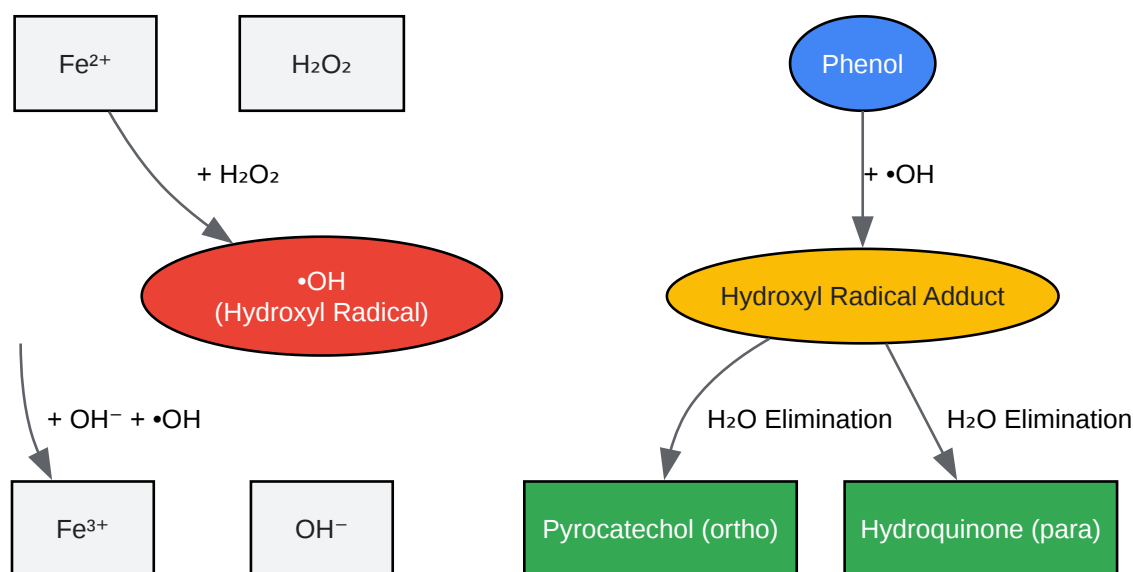 Fe²⁺
H₂O₂
Phenol
+ H₂O₂
+ •OH
•OH
(Hydroxyl Radical)
Hydroxyl Radical Adduct
+ OH⁻ + •OH
H₂O Elimination
H₂O Elimination
Fe³⁺
OH⁻
Pyrocatechol (ortho)
Hydroquinone (para)